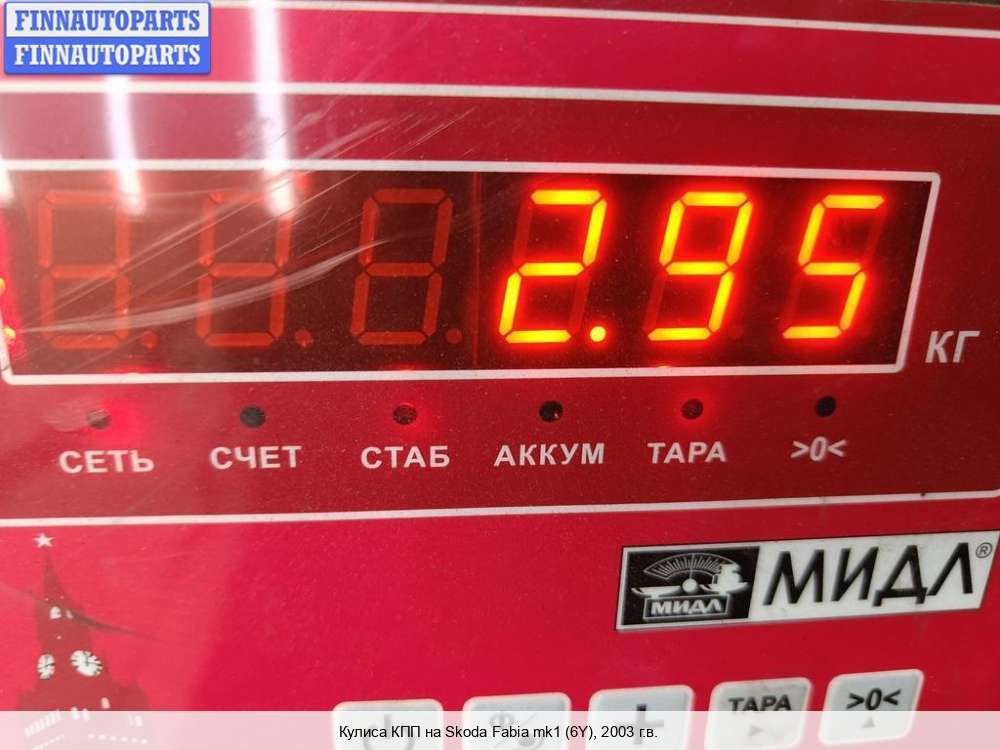 FINNAUTOPARTS
FINNAUTOPARTS
2.95
КГ
СЕТЬ СЧЕТ СТАБ АККУМ ТАРА >0<
МИДЛ МИДЛ®
ТАРА >0<
Кулиса КПП на Skoda Fabia mk1 (6Y), 2003 г.в.